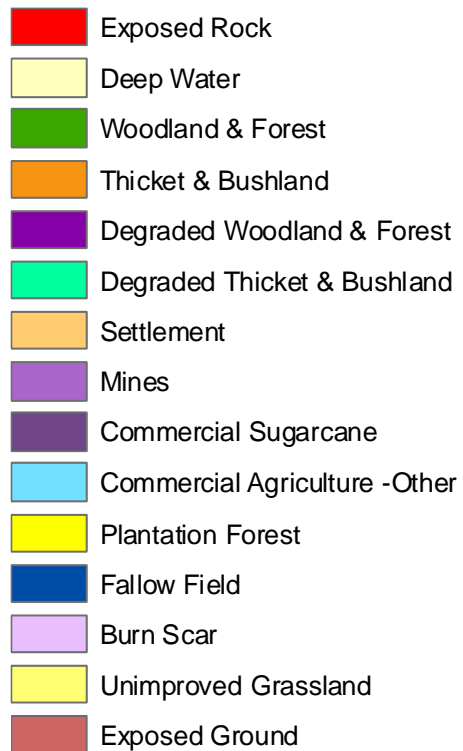 Exposed Rock
Deep Water
Woodland & Forest
Thicket & Bushland
Degraded Woodland & Forest
Degraded Thicket & Bushland
Settlement
Mines
Commercial Sugarcane
Commercial Agriculture -Other
Plantation Forest
Fallow Field
Burn Scar
Unimproved Grassland
Exposed Ground